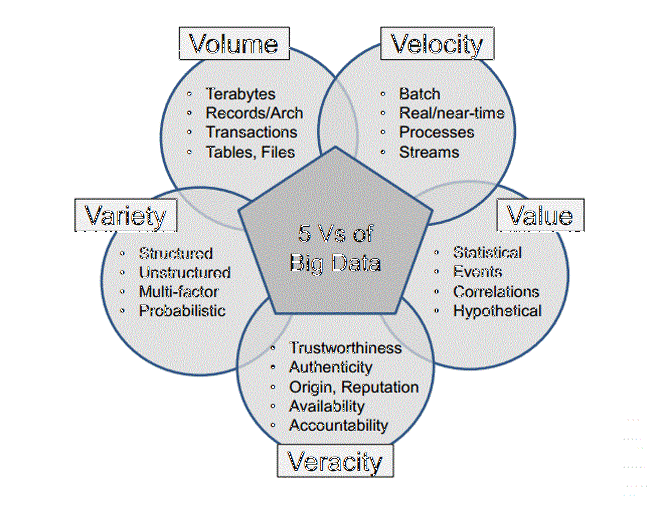 Volume
Terabytes
Records/Arch
Transactions
Tables, Files
Velocity
Batch
Real/near-time
Processes
Streams
Variety
Structured
Unstructured
Multi-factor
Probabilistic
5 Vs of
Big Data
Value
Statistical
Events
Correlations
Hypothetical
Trustworthiness
Authenticity
Origin, Reputation
Availability
Accountability
Veracity